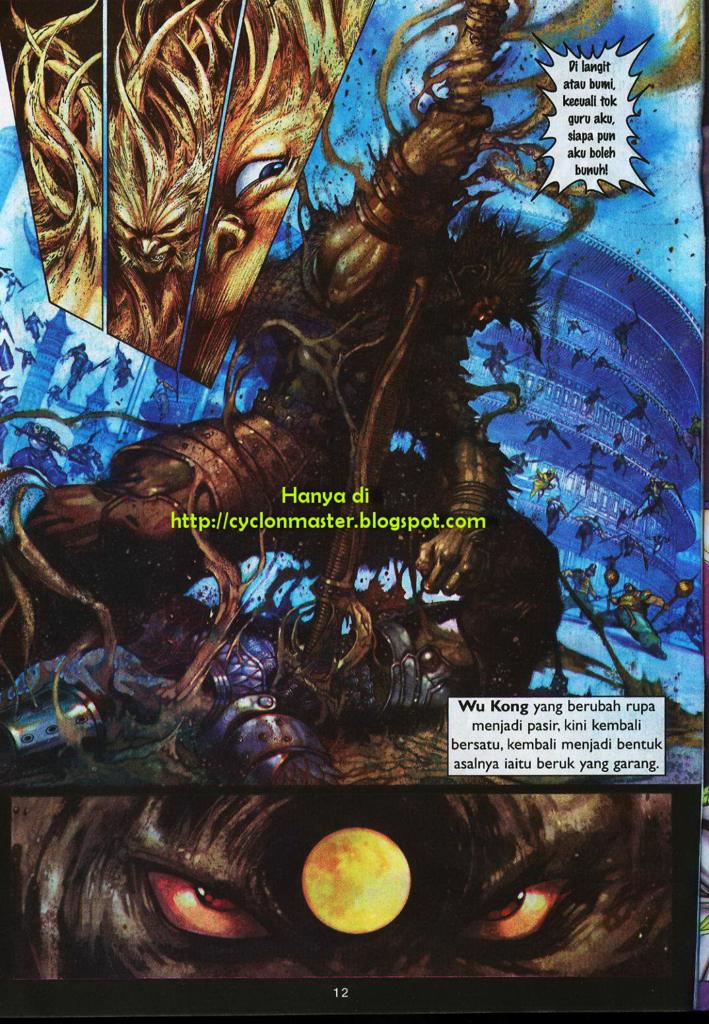 Di langit
atau bumi,
kecuali tok
guru aku,
siapa pun
aku boleh
bunuh!
Hanya di
http://cyclonmaster.blogspot.com
Wu Kong yang berubah rupa
menjadi pasir, kini kembali
bersatu, kembali menjadi bentuk
asalnya iaitu beruk yang garang.
12